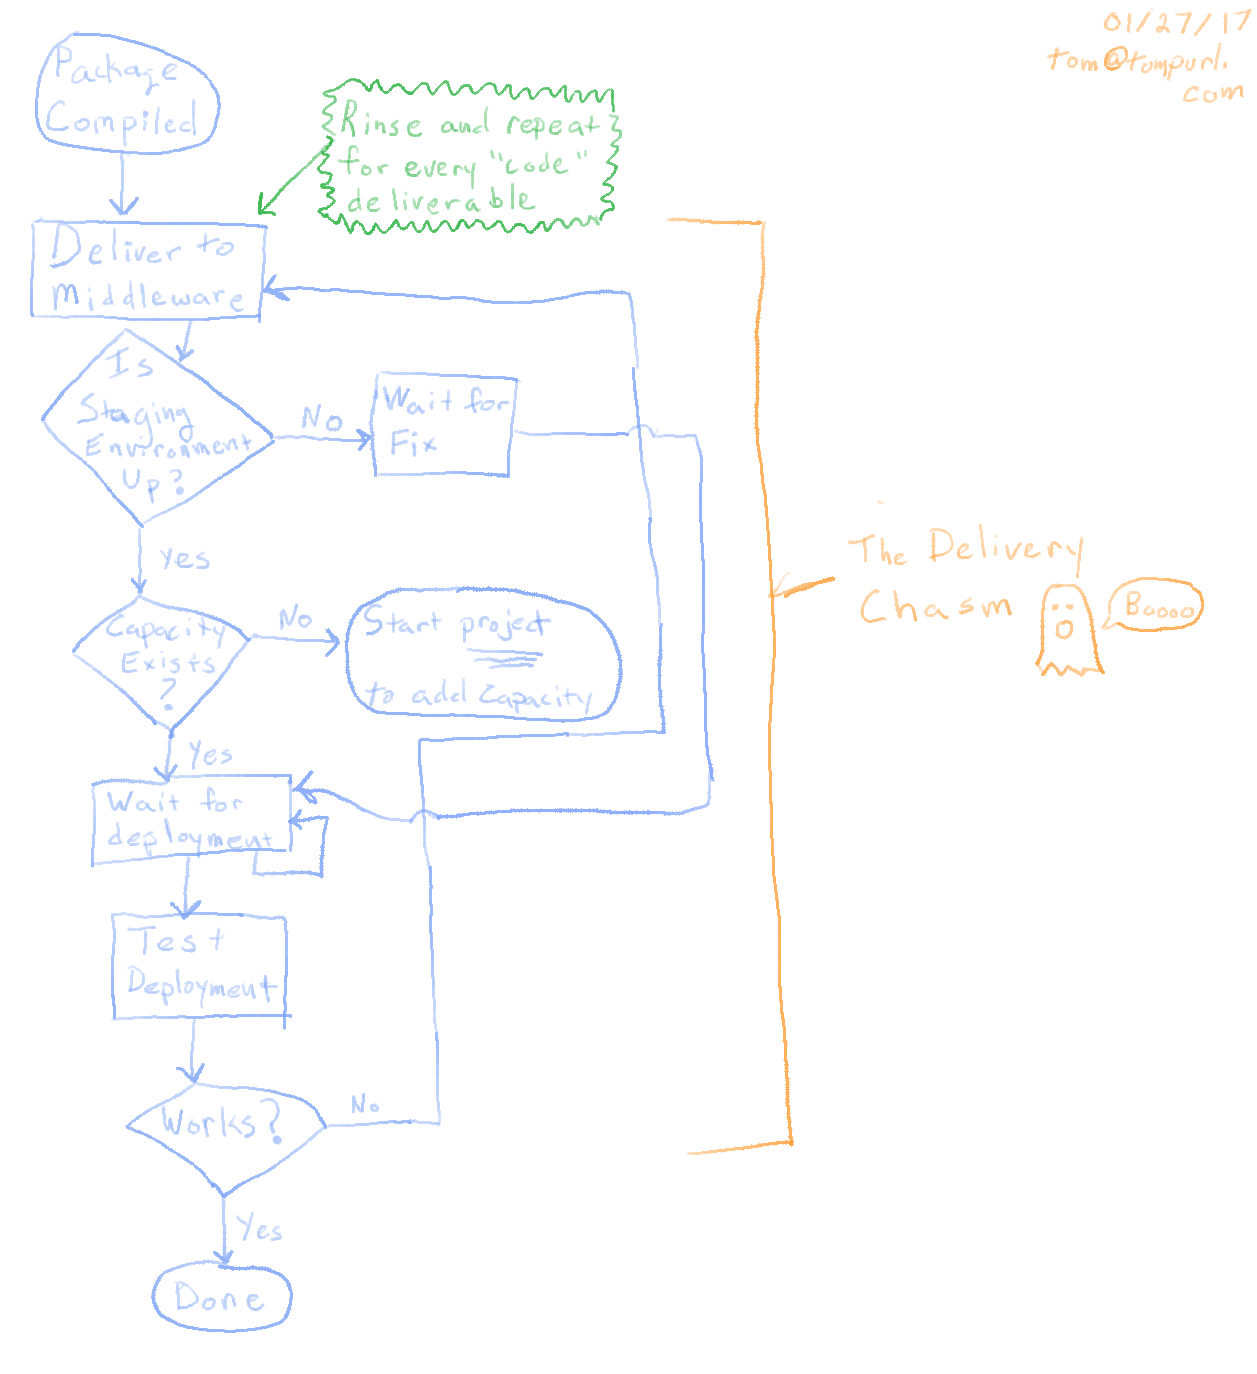 01/27/17
tom@tompurl.
com
Package
Compiled
Rinse and repeat
for every "code"
deliverable
Deliver to
Middleware
Is
Staging
Environment
Up?
No
Wait for
Fix
Yes
Capacity
Exists
?
No
Start project
to add Capacity
Yes
Wait for
deployment
Test
Deployment
Works?
No
Yes
Done
The Delivery
Chasm
Boooo